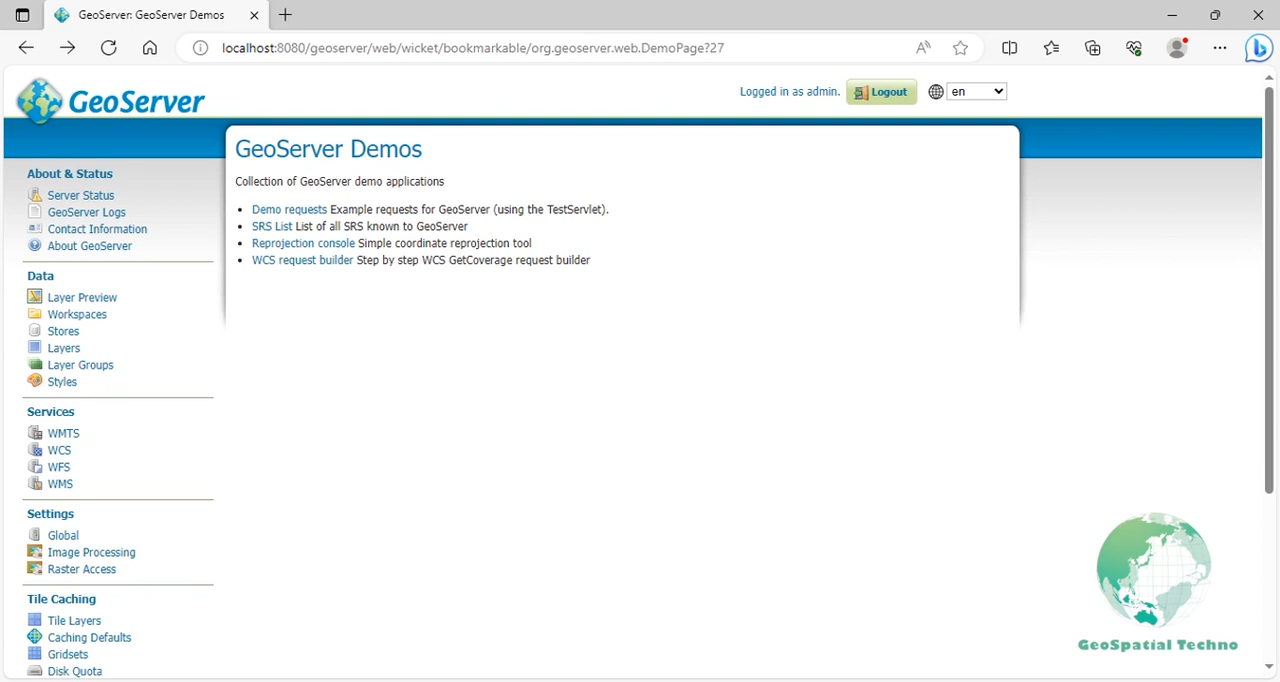 GeoServer: GeoServer Demos
localhost:8080/geoserver/web/wicket/bookmarkable/org.geoserver.web.DemoPage?27
GeoServer
Logged in as admin.
Logout
en
About & Status
Server Status
GeoServer Logs
Contact Information
About GeoServer
Data
Layer Preview
Workspaces
Stores
Layers
Layer Groups
Styles
Services
WMTS
WCS
WFS
WMS
Settings
Global
Image Processing
Raster Access
Tile Caching
Tile Layers
Caching Defaults
Gridsets
Disk Quota
GeoServer Demos
Collection of GeoServer demo applications
Demo requests Example requests for GeoServer (using the TestServlet).
SRS List List of all SRS known to GeoServer
Reprojection console Simple coordinate reprojection tool
WCS request builder Step by step WCS GetCoverage request builder
GeoSpatial Techno